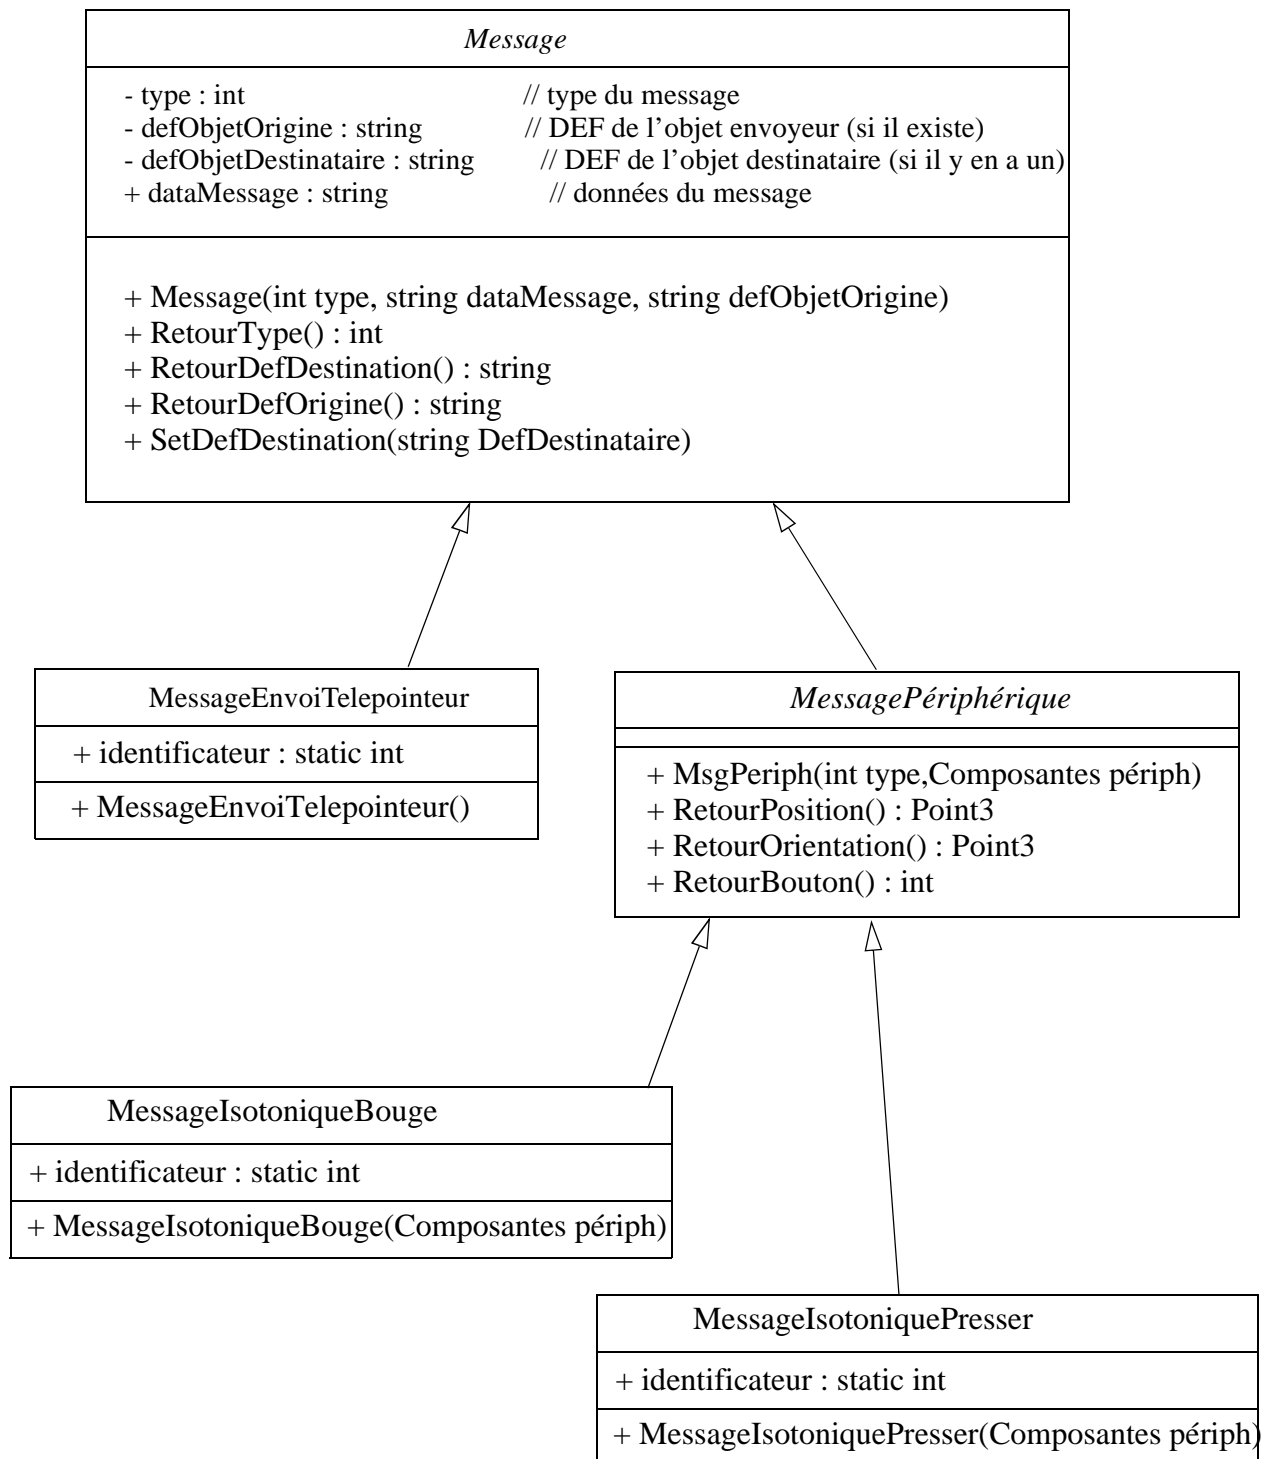 Message
- type : int // type du message
- defObjetOrigine : string // DEF de l'objet envoyeur (si il existe)
- defObjetDestinataire : string // DEF de l'objet destinataire (si il y en a un)
+ dataMessage : string // données du message
+ Message(int type, string dataMessage, string defObjetOrigine)
+ RetourType() : int
+ RetourDefDestination() : string
+ RetourDefOrigine() : string
+ SetDefDestination(string DefDestinataire)
MessageEnvoiTelepointeur
+ identificateur : static int
+ MessageEnvoiTelepointeur()
MessagePériphérique
+ MsgPeriph(int type,Composantes périph)
+ RetourPosition() : Point3
+ RetourOrientation() : Point3
+ RetourBouton() : int
MessageIsotoniqueBouge
+ identificateur : static int
+ MessageIsotoniqueBouge(Composantes périph)
MessageIsotoniquePresser
+ identificateur : static int
+ MessageIsotoniquePresser(Composantes périph)